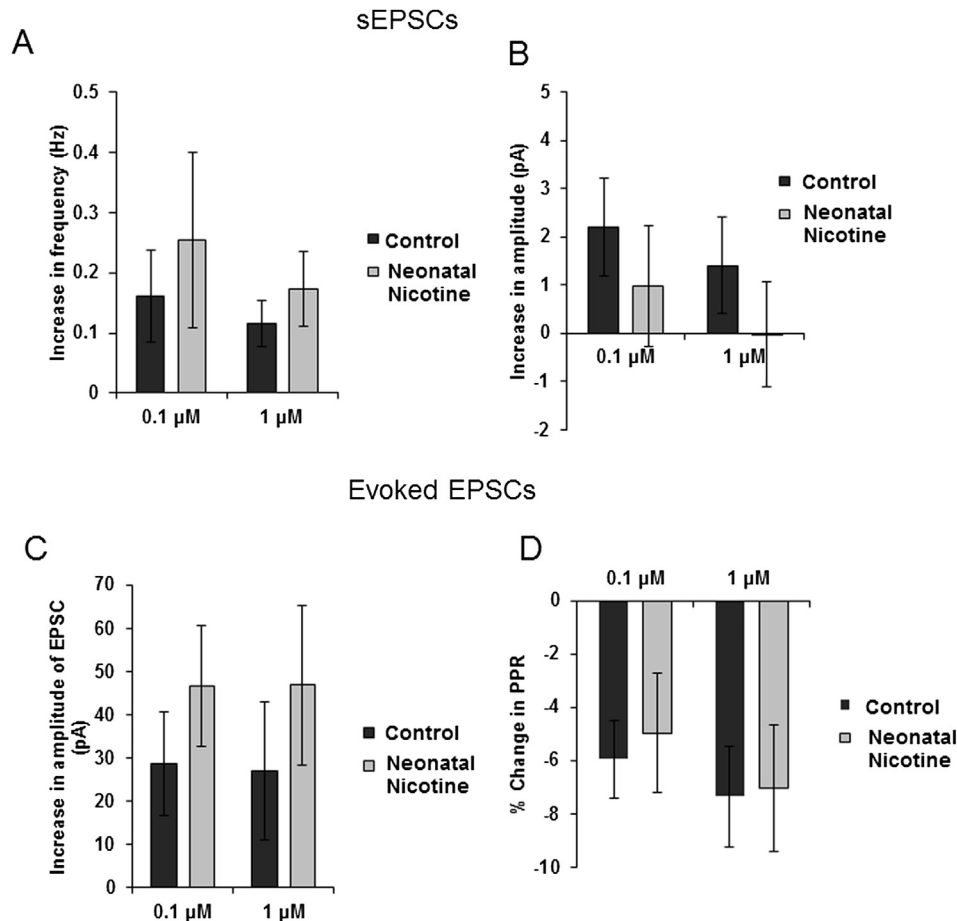 sEPSCs
A
Increase in frequency (Hz)
0.5
0.4
0.3
0.2
0.1
0
0.1 µM
1 µM
Control
Neonatal
Nicotine
B
Increase in amplitude (pA)
5
4
3
2
1
0
-1
-2
0.1 µM
1 µM
Control
Neonatal
Nicotine
Evoked EPSCs
C
Increase in amplitude of EPSC
(pA)
70
60
50
40
30
20
10
0
0.1 µM
1 µM
Control
Neonatal
Nicotine
D
0.1 µM
1 µM
% Change in PPR
0
-2
-4
-6
-8
-10
Control
Neonatal
Nicotine